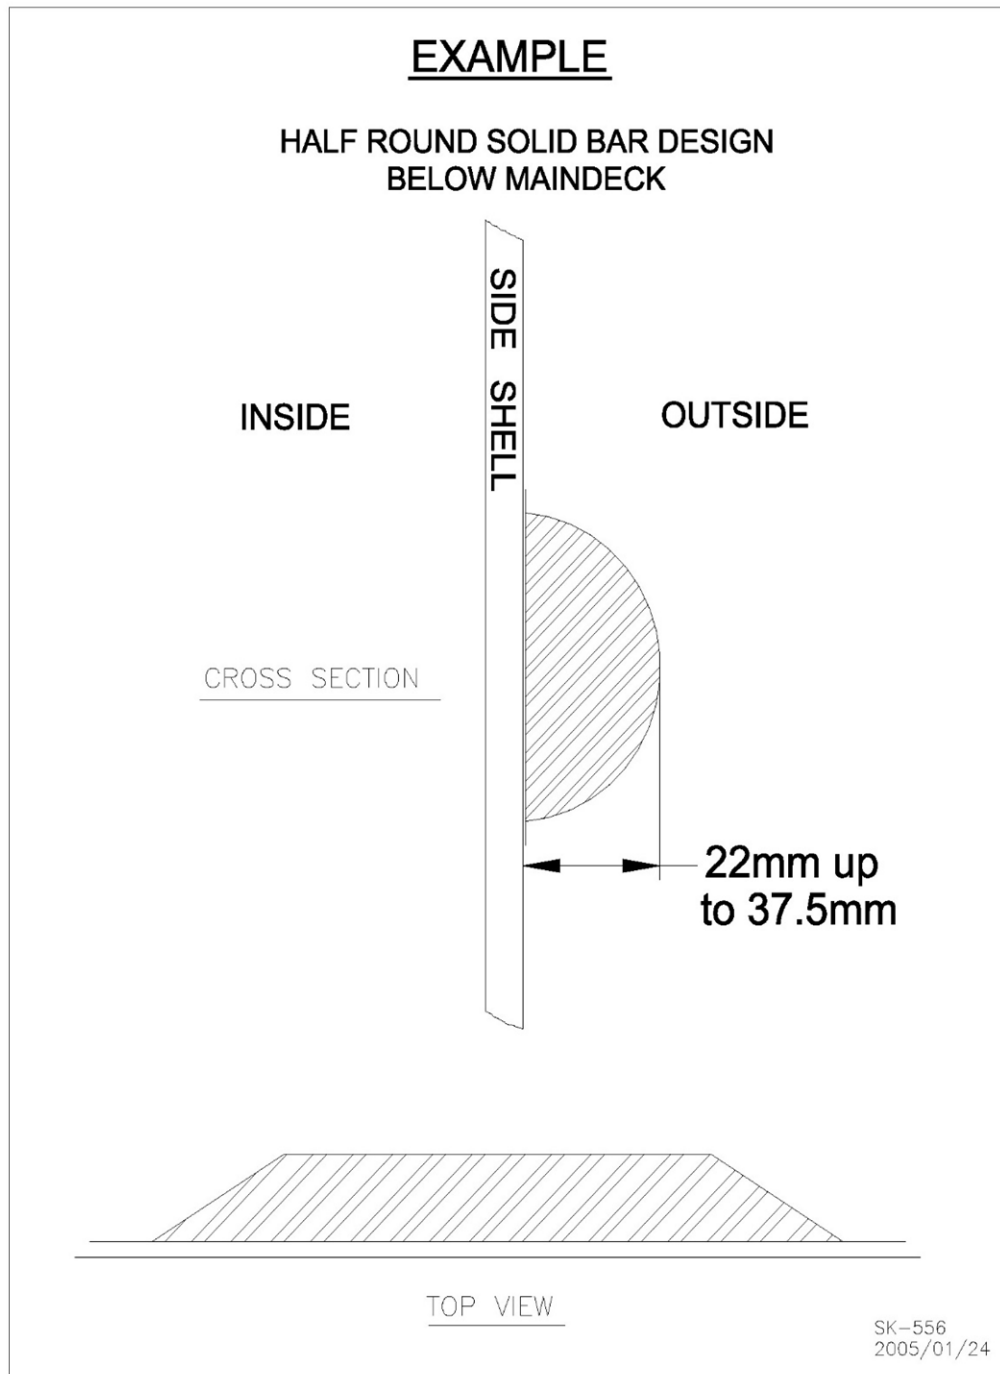 EXAMPLE
HALF ROUND SOLID BAR DESIGN
BELOW MAINDECK
SIDE SHELL
INSIDE
OUTSIDE
CROSS SECTION
22mm up
to 37.5mm
TOP VIEW
SK-556
2005/01/24